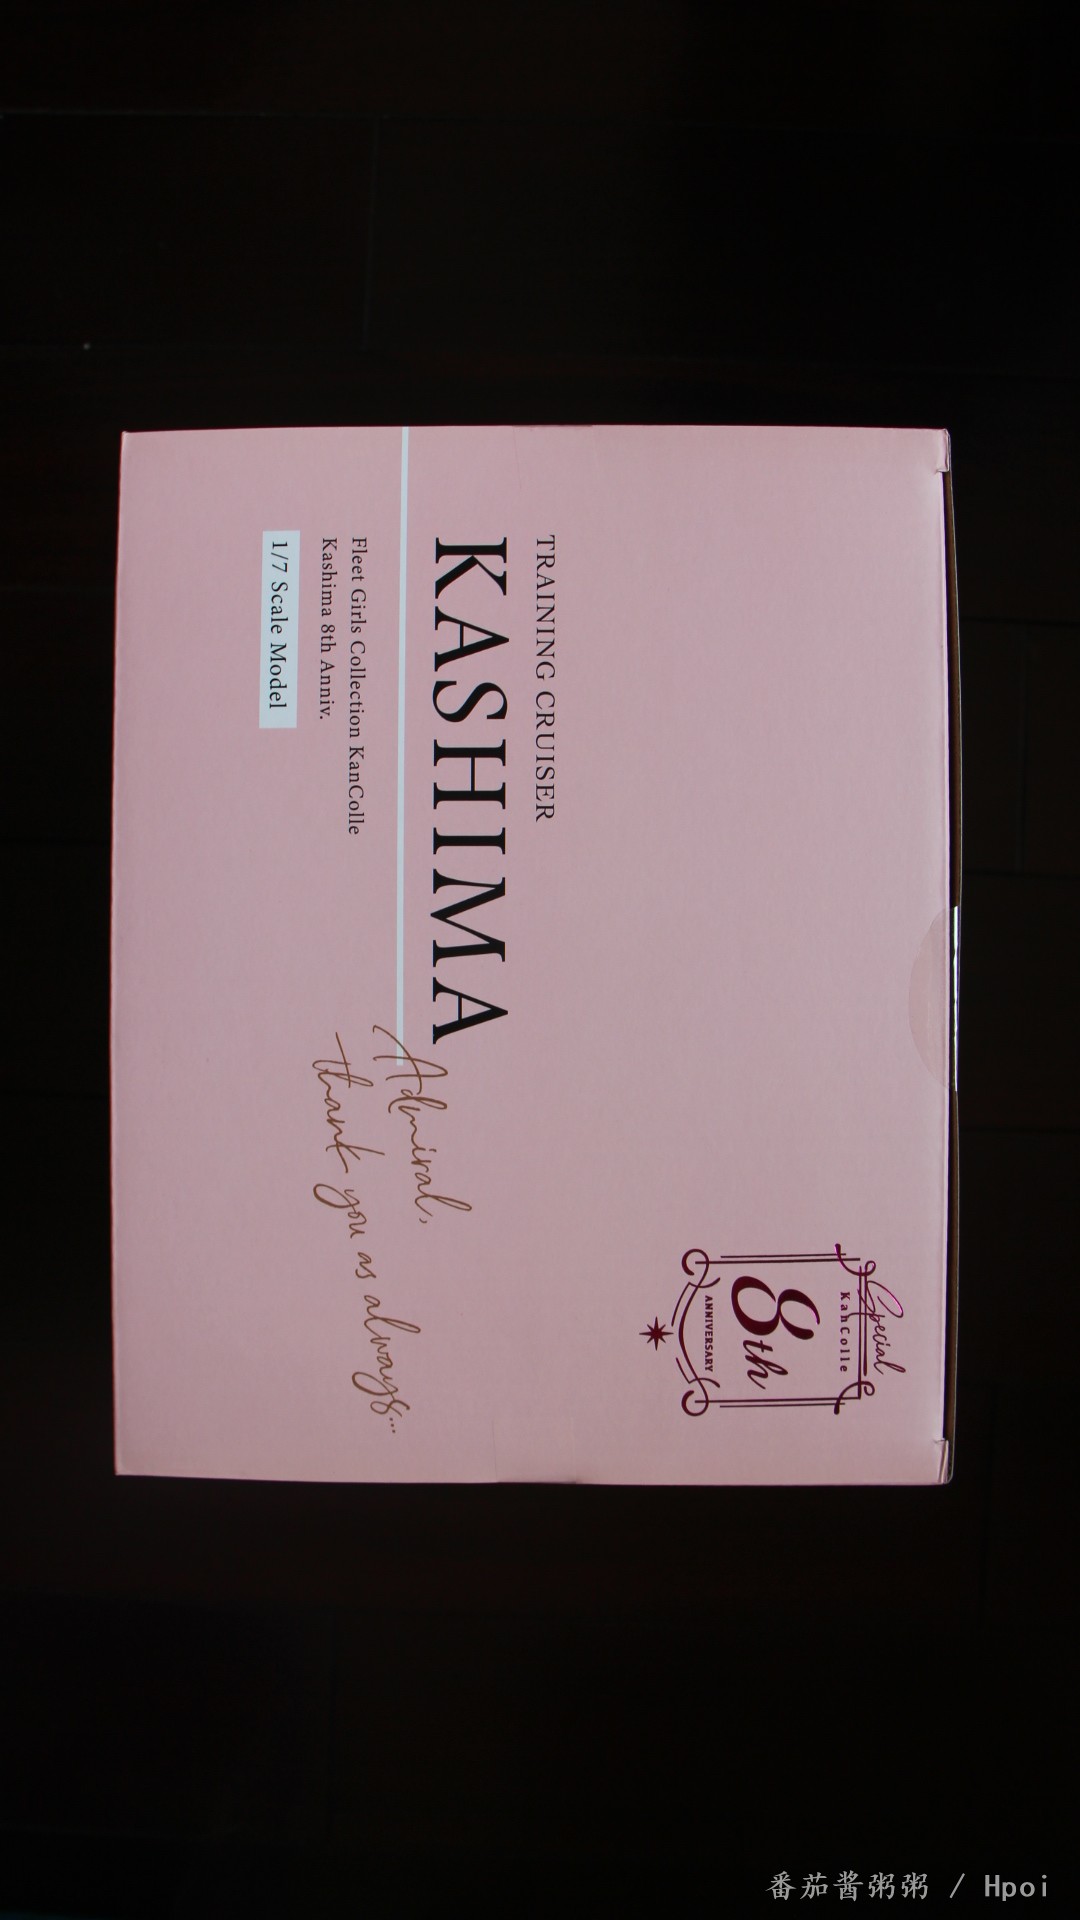 Special
KanColle
8th
ANNIVERSARY
TRAINING CRUISER
KASHIMA
Fleet Girls Collection KanColle
Kashima 8th Anniv.
1/7 Scale Model
Admiral,
thank you as always...
番茄酱粥粥 / Hpoi